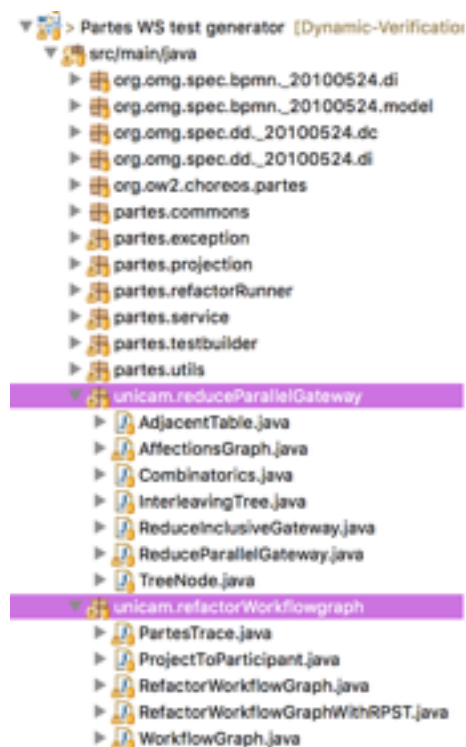 > Partes WS test generator [Dynamic-Verification
src/main/java
org.omg.spec.bpmn._20100524.di
org.omg.spec.bpmn._20100524.model
org.omg.spec.dd._20100524.dc
org.omg.spec.dd._20100524.di
org.ow2.choreos.partes
partes.commons
partes.exception
partes.projection
partes.refactorRunner
partes.service
partes.testbuilder
partes.utils
unicam.reduceParallelGateway
AdjacentTable.java
AffectionsGraph.java
Combinatorics.java
InterleavingTree.java
ReduceInclusiveGateway.java
ReduceParallelGateway.java
TreeNode.java
unicam.refactorWorkflowgraph
PartesTrace.java
ProjectToParticipant.java
RefactorWorkflowGraph.java
RefactorWorkflowGraphWithRPST.java
WorkflowGraph.java